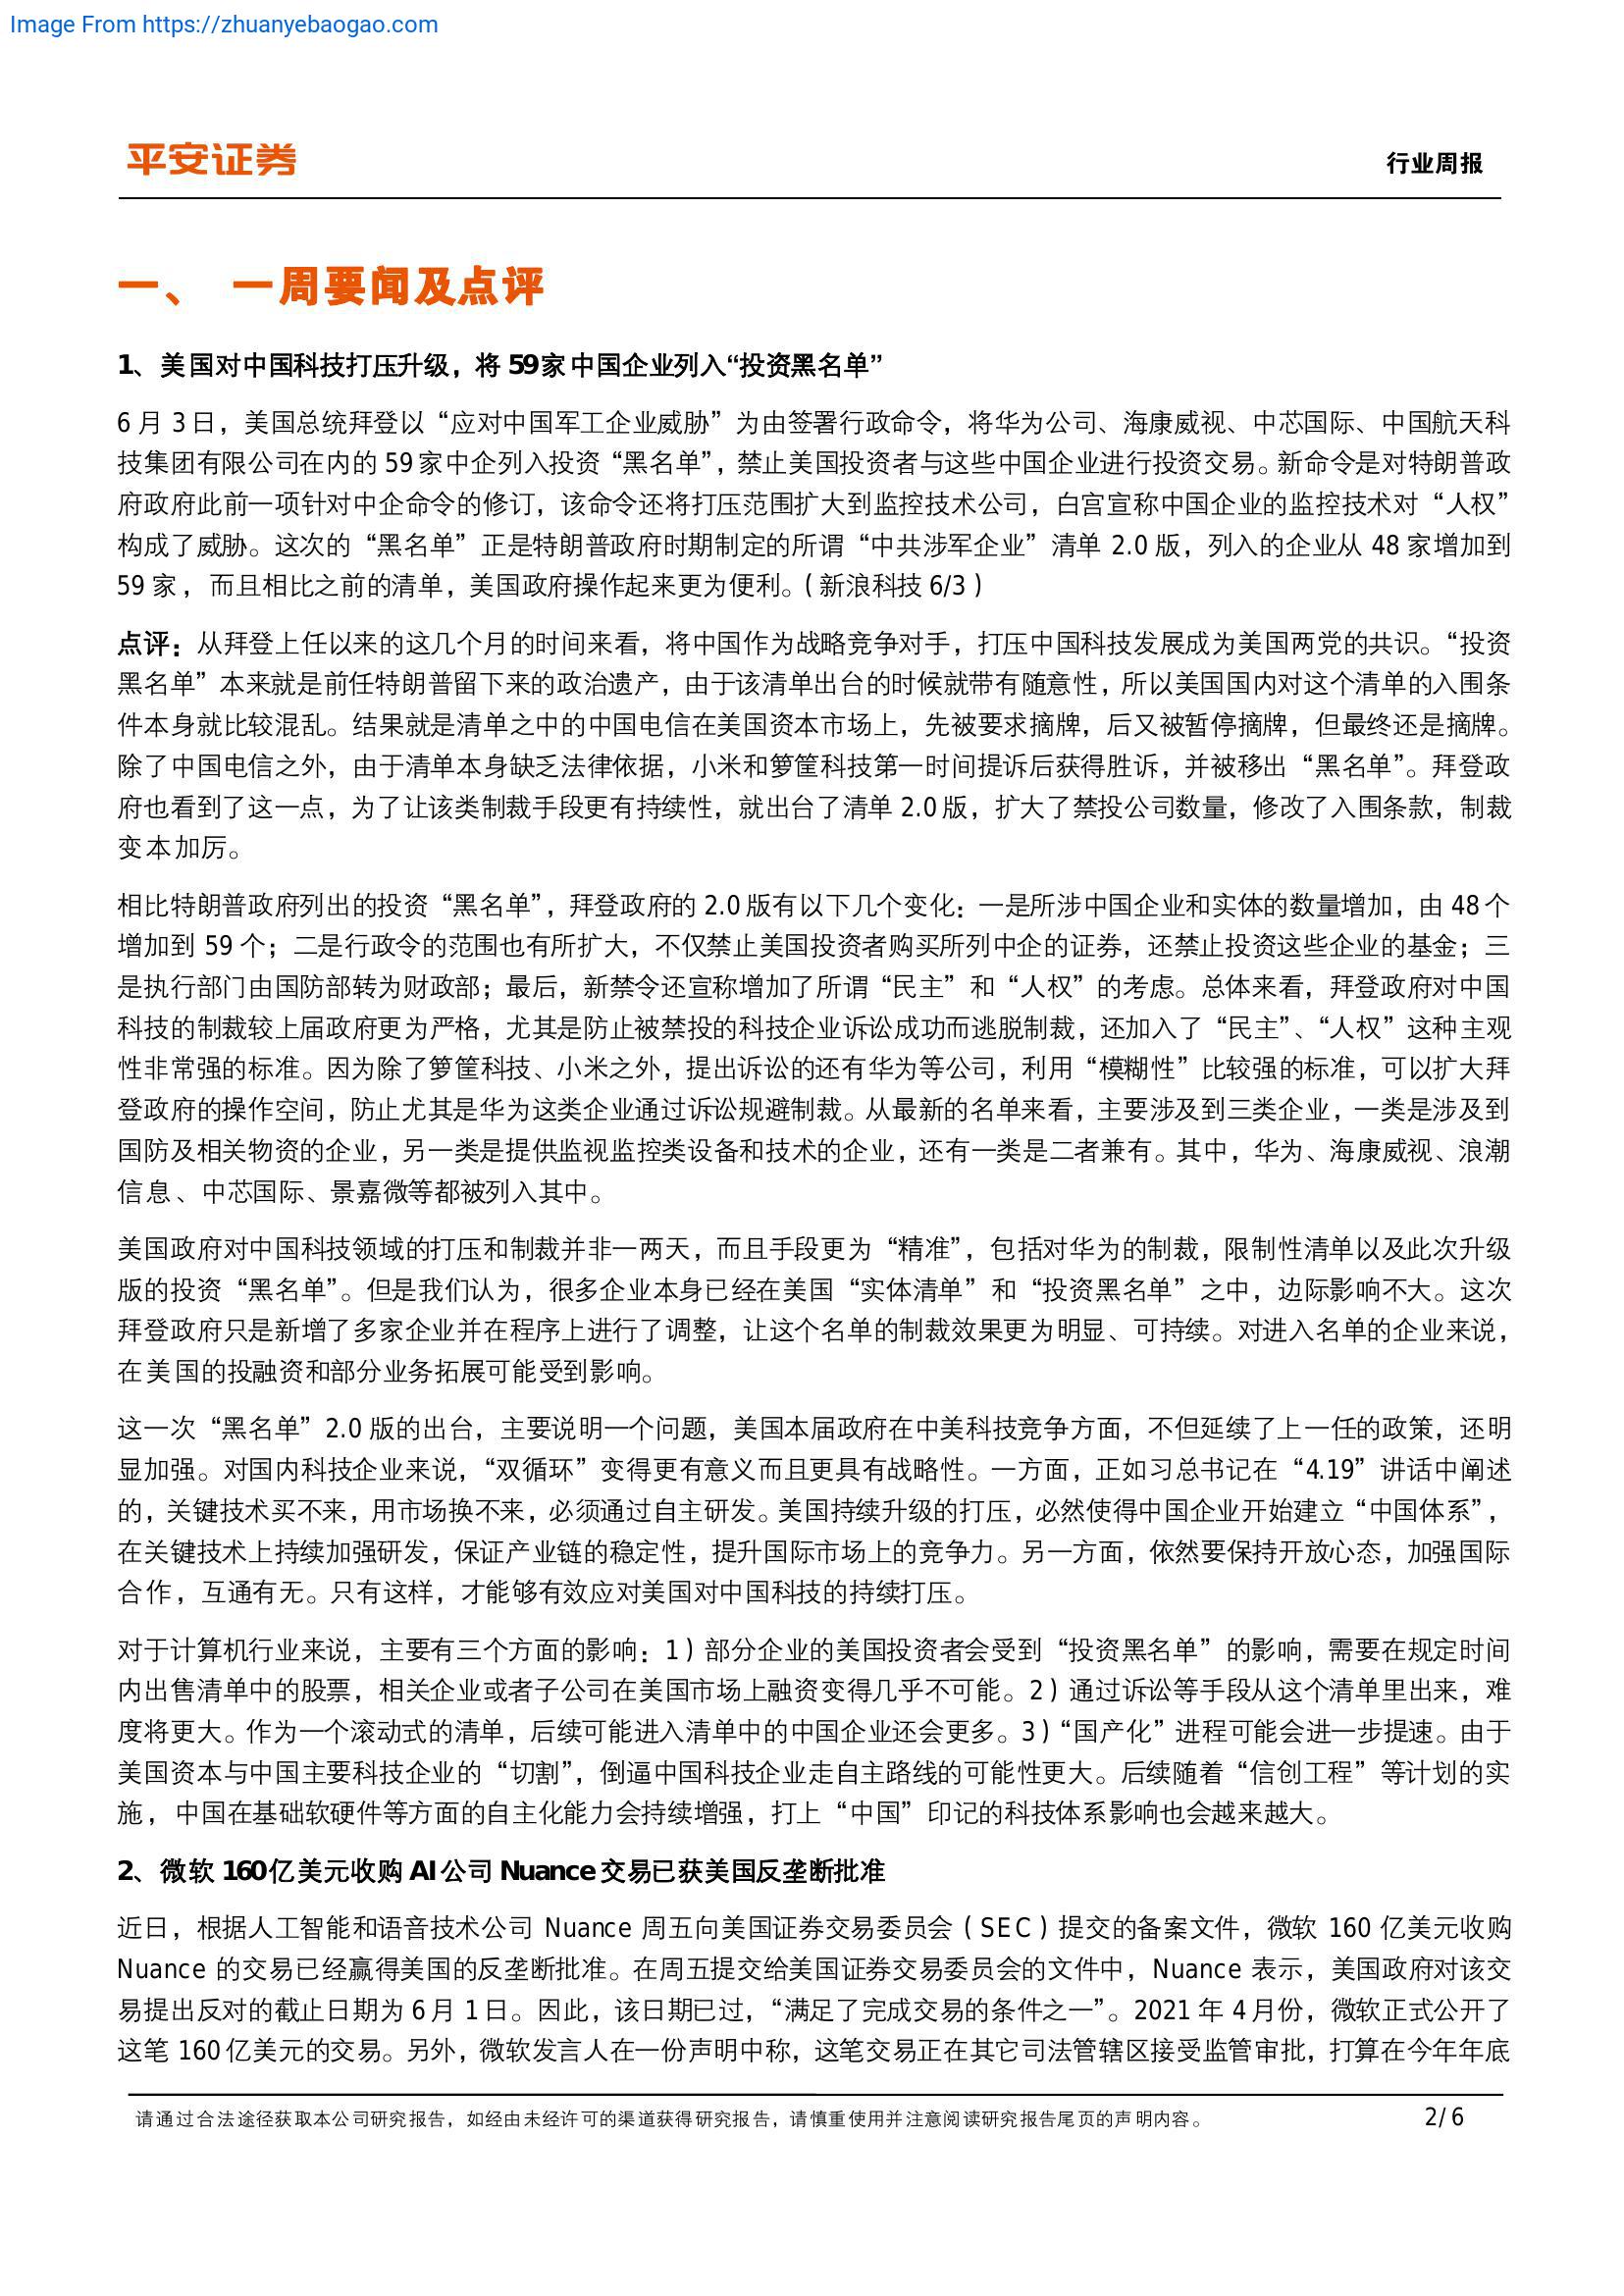 Image From https://zhuanyebaogao.com
平安证券
行业周报
一、 一周要闻及点评
1、美国对中国科技打压升级，将 59 家中国企业列入“投资黑名单”
6 月 3 日，美国总统拜登以“应对中国军工企业威胁”为由签署行政命令，将华为公司、海康威视、中芯国际、中国航天科
技集团有限公司在内的 59 家中企列入投资“黑名单”，禁止美国投资者与这些中国企业进行投资交易。新命令是对特朗普政
府政府此前一项针对中企命令的修订，该命令还将打压范围扩大到监控技术公司，白宫宣称中国企业的监控技术对“人权”
构成了威胁。这次的“黑名单”正是特朗普政府时期制定的所谓“中共涉军企业”清单 2.0 版，列入的企业从 48 家增加到
59 家，而且相比之前的清单，美国政府操作起来更为便利。(新浪科技 6/3)
点评：从拜登上任以来的这几个月的时间来看，将中国作为战略竞争对手，打压中国科技发展成为美国两党的共识。“投资
黑名单”本来就是前任特朗普留下来的政治遗产，由于该清单出台的时候就带有随意性，所以美国国内对这个清单的入围条
件本身就比较混乱。结果就是清单之中的中国电信在美国资本市场上，先被要求摘牌，后又被暂停摘牌，但最终还是摘牌。
除了中国电信之外，由于清单本身缺乏法律依据，小米和箩筐科技第一时间提诉后获得胜诉，并被移出“黑名单”。拜登政
府也看到了这一点，为了让该类制裁手段更有持续性，就出台了清单 2.0 版，扩大了禁投公司数量，修改了入围条款，制裁
变本加厉。
相比特朗普政府列出的投资“黑名单”，拜登政府的 2.0 版有以下几个变化：一是所涉中国企业和实体的数量增加，由 48 个
增加到 59 个；二是行政令的范围也有所扩大，不仅禁止美国投资者购买所列中企的证券，还禁止投资这些企业的基金；三
是执行部门由国防部转为财政部；最后，新禁令还宣称增加了所谓“民主”和“人权”的考虑。总体来看，拜登政府对中国
科技的制裁较上届政府更为严格，尤其是防止被禁投的科技企业诉讼成功而逃脱制裁，还加入了“民主”、“人权”这种主观
性非常强的标准。因为除了箩筐科技、小米之外，提出诉讼的还有华为等公司，利用“模糊性”比较强的标准，可以扩大拜
登政府的操作空间，防止尤其是华为这类企业通过诉讼规避制裁。从最新的名单来看，主要涉及到三类企业，一类是涉及到
国防及相关物资的企业，另一类是提供监视监控类设备和技术的企业，还有一类是二者兼有。其中，华为、海康威视、浪潮
信息、中芯国际、景嘉微等都被列入其中。
美国政府对中国科技领域的打压和制裁并非一两天，而且手段更为“精准”，包括对华为的制裁，限制性清单以及此次升级
版的投资“黑名单”。但是我们认为，很多企业本身已经在美国“实体清单”和“投资黑名单”之中，边际影响不大。这次
拜登政府只是新增了多家企业并在程序上进行了调整，让这个名单的制裁效果更为明显、可持续。对进入名单的企业来说，
在美国的投融资和部分业务拓展可能受到影响。
这一次“黑名单”2.0 版的出台，主要说明一个问题，美国本届政府在中美科技竞争方面，不但延续了上一任的政策，还明
显加强。对国内科技企业来说，“双循环”变得更有意义而且更具有战略性。一方面，正如习总书记在“4.19”讲话中阐述
的，关键技术买不来，用市场换不来，必须通过自主研发。美国持续升级的打压，必然使得中国企业开始建立“中国体系”，
在关键技术上持续加强研发，保证产业链的稳定性，提升国际市场上的竞争力。另一方面，依然要保持开放心态，加强国际
合作，互通有无。只有这样，才能够有效应对美国对中国科技的持续打压。
对于计算机行业来说，主要有三个方面的影响：1）部分企业的美国投资者会受到“投资黑名单”的影响，需要在规定时间
内出售清单中的股票，相关企业或者子公司在美国市场上融资变得几乎不可能。2）通过诉讼等手段从这个清单里出来，难
度将更大。作为一个滚动式的清单，后续可能进入清单中的中国企业还会更多。3）“国产化”进程可能会进一步提速。由于
美国资本与中国主要科技企业的“切割”，倒逼中国科技企业走自主路线的可能性更大。后续随着“信创工程”等计划的实
施，中国在基础软硬件等方面的自主化能力会持续增强，打上“中国”印记的科技体系影响也会越来越大。
2、微软 160 亿美元收购 AI 公司 Nuance 交易已获美国反垄断批准
近日，根据人工智能和语音技术公司 Nuance 周五向美国证券交易委员会（SEC）提交的备案文件，微软 160 亿美元收购
Nuance 的交易已经赢得美国的反垄断批准。在周五提交给美国证券交易委员会的文件中，Nuance 表示，美国政府对该交
易提出反对的截止日期为 6 月 1 日。因此，该日期已过，“满足了完成交易的条件之一”。2021 年 4 月份，微软正式公开了
这笔 160 亿美元的交易。另外，微软发言人在一份声明中称，这笔交易正在其它司法管辖区接受监管审批，打算在今年年底
请通过合法途径获取本公司研究报告，如经由未经许可的渠道获得研究报告，请慎重使用并注意阅读研究报告尾页的声明内容。
2/ 6